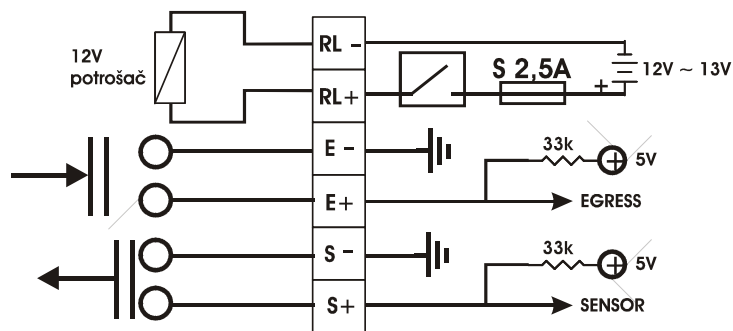 12V
potrošač
RL -
RL+
E -
E+
S -
S+
S 2,5A
+
12V ~ 13V
33k
+
5V
EGRESS
33k
+
5V
SENSOR